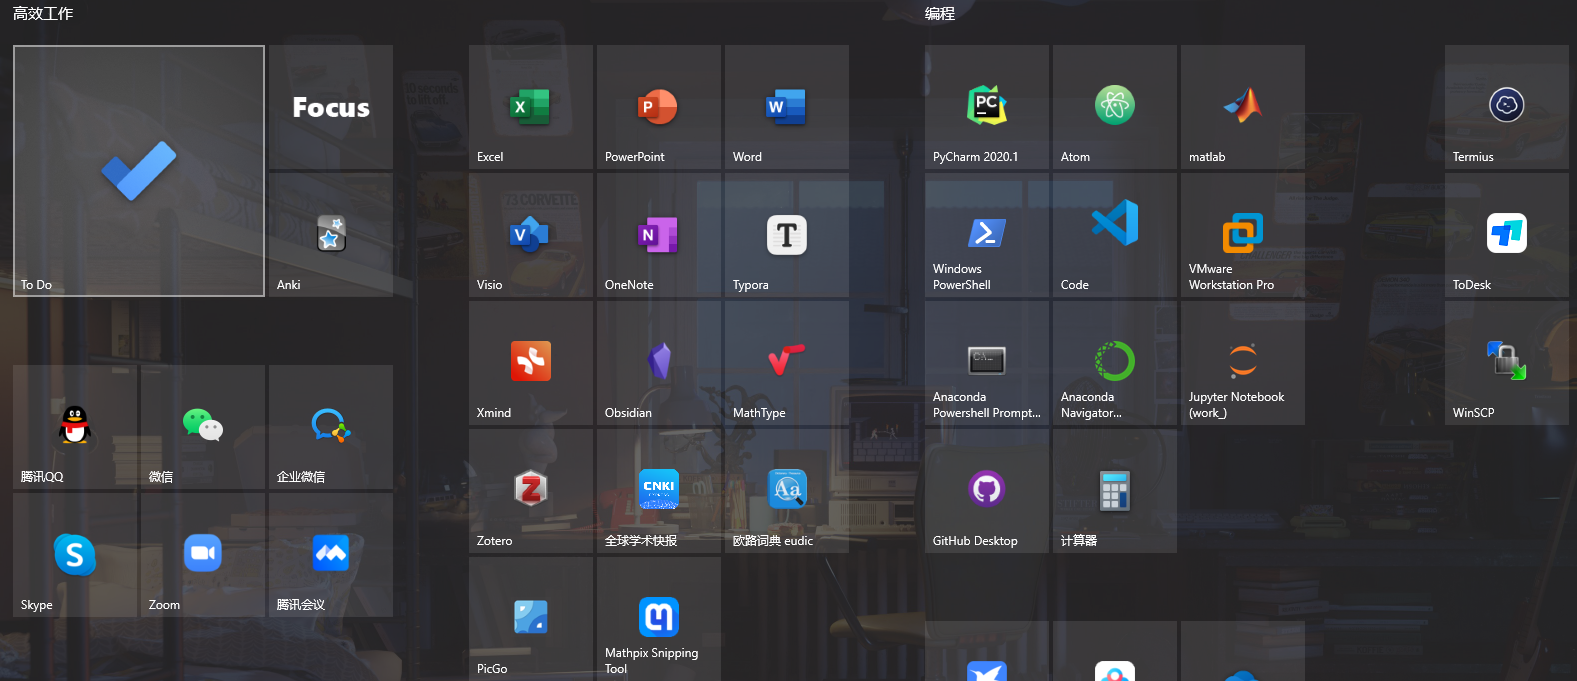 高效工作
编程
Focus
To Do
Anki
Excel
PowerPoint
Word
PyCharm 2020.1
Atom
matlab
Termius
Visio
OneNote
Typora
Windows
PowerShell
Code
VMware
Workstation Pro
ToDesk
Xmind
Obsidian
MathType
Anaconda
Powershell Prompt...
Anaconda
Navigator...
Jupyter Notebook
(work_)
WinSCP
腾讯QQ
微信
企业微信
Zotero
CNKI
全球学术快报
Aa
欧路词典 eudic
GitHub Desktop
计算器
Skype
Zoom
腾讯会议
PicGo
Mathpix Snipping
Tool